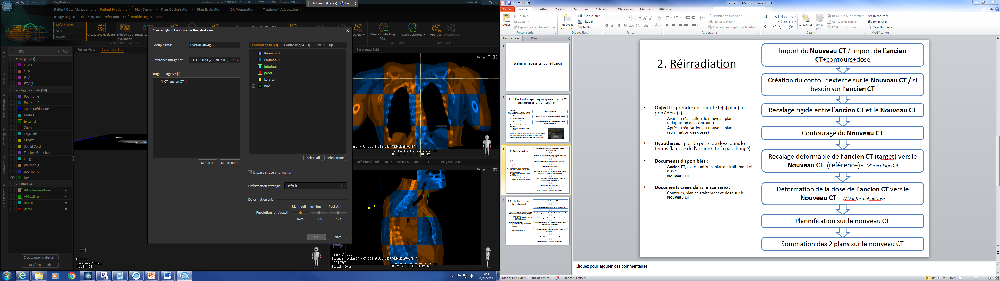 RaySation 6
Patient name: ANDREE BARBIER ID: 201603596 Case: CASE 2
FR French (France) Help
Clinical
Patient Data Management Patient Modeling Plan Design Plan Optimization Plan Evaluation QA Preparation Treatment Adaptation
Image Registration Structure Definition Deformable Registration
Deformation
Grid
Fusion
Create and evaluate
Side by side evaluation
WORKSPACE LAYOUT
Delete
Create controlling ROIs
Map structures
ROI TOOLS
Approve
Unapprove
APPROVAL
ROIs
POIs
Registrations
Scripting
Protocols
Visualization
ROI Matl
Targets (4)
CTV T
GTV
PTV
PTV (1)
Organs at risk (14)
Poumon G
Poumon D
Canal Médullaire
Moelle
External
Coeur
Thyroide
Larynx
Spinal Cord
Trachée Bronches
Lung
poumon g
poumon d
box
Other (4)
AIOinterieur-1mm
AIOext3mm
interieur
paroi
Create new material...
ROI/POI details
Fusion View Deformed Grid
CT DOSI
Transversal: 1.50 cm
Slice 81/126
Create Hybrid Deformable Registrations
Group name: HybridDefReg (2)
Reference image set: CT: CT DOSI [23 Jan 2018, 11:
Target image set(s):
CT: ancien CT []
Select all Select none
Controlling ROI(s) Controlling POI(s) Focus ROI(s)
Poumon G
Poumon D
interieur
paroi
Larynx
box
Select all Select none
Discard image information
Deformation strategy: Default
Deformation grid
Right-Left Inf-Sup Post-Ant
Resolution [cm/voxel]:
0.25 0.30 0.25
OK Cancel
Deformed Grid
en CT -> CT DOSI (FoR and DR 'HybridDefReg (1)1')
0 2 4 6 8 10 12 cm
Deformed Grid ROI Geometry Statistics POI Geometry Statistics
REF1
Primary: CT DOSI
Secondary: ancien CT -> CT DOSI (FoR and DR 'HybridDefReg (1)1')
HOST-7569
Sagittal: 1.00 cm
0 2 4 6 8 10 12 14 cm
17:51
30/04/2018
Scenarii - Microsoft PowerPoint
Fichier Accueil Insertion Création Transitions Animations Diaporama Révision Affichage
Coller
Couper
Copier
Reproduire la mise en forme
Presse-papiers
Nouvelle diapositive
Disposition
Rétablir
Section
Diapositives
12
Police
Orientation du texte
Aligner le texte
Convertir en graphique SmartArt
Paragraphe
Organiser
Styles rapides
Remplissage de forme
Contour de forme
Effets sur la forme
Dessin
Rechercher
Remplacer
Sélectionner
Modification
Diapositives Plan
1
Scenarii nécessitant une fusion
2
1. Utilisation d'images diagnostiques en plus du CT
dosimétrique - CT / CT-TEP / IRM -
3
2. Réirradiation
4
3. Evaluation en cours
de traitement
2. Réirradiation
• Objectif : prendre en compte le(s) plan(s)
précédent(s)
– Avant la réalisation du nouveau plan
(adaptation des contours)
– Après la réalisation du nouveau plan
(sommation des doses)
• Hypothèses : pas de perte de dose dans le
temps (la dose de l'ancien CT n'a pas changé)
• Documents disponibles :
– Ancien CT, avec contours, plan de traitement et
dose
– Nouveau CT
• Documents créés dans le scénario :
– Contours, plan de traitement et dose sur le
Nouveau CT
Import du Nouveau CT / Import de l'ancien
CT+contours+dose
Création du contour externe sur le Nouveau CT / si
besoin sur l'ancien CT
Recalage rigide entre l'ancien CT et le Nouveau CT
Contourage du Nouveau CT
Recalage déformable de l'ancien CT (target) vers le
Nouveau CT (référence) - MOrecalageDef
Déformation de la dose de l'ancien CT vers le
Nouveau CT – MOdeformationDose
Plannification sur le nouveau CT
Sommation des 2 plans sur le nouveau CT
Cliquez pour ajouter des commentaires
Diapositive 3 de 4 "Thème Office" Français (France) 116 %